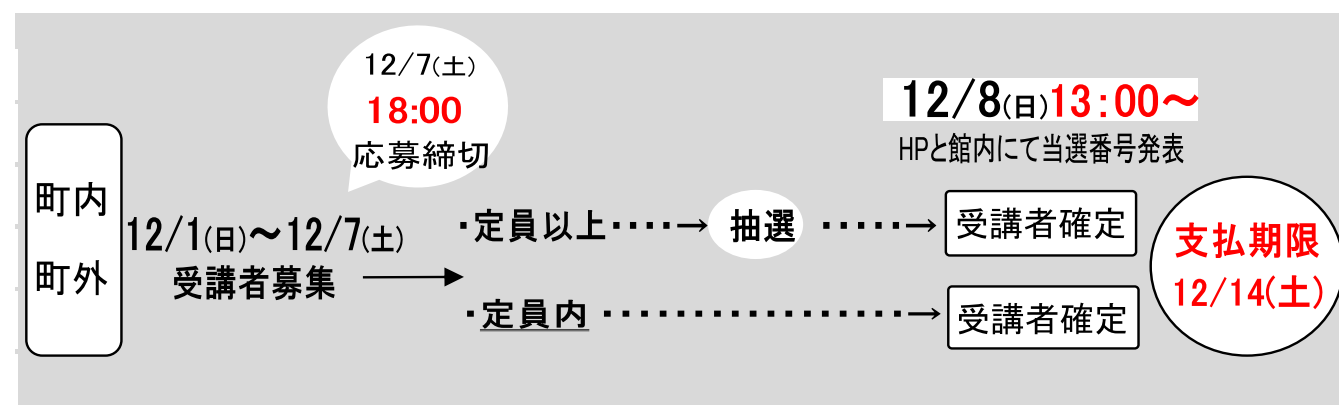 町内
町外
12/7(土)
18:00
応募締切
12/1(日)～12/7(土)
受講者募集
・定員以上‥‥→ 抽選 ‥‥‥→ 受講者確定
・定員内 ‥‥‥‥‥‥‥‥→ 受講者確定
12/8(日)13:00～
HPと館内にて当選番号発表
支払期限
12/14(土)